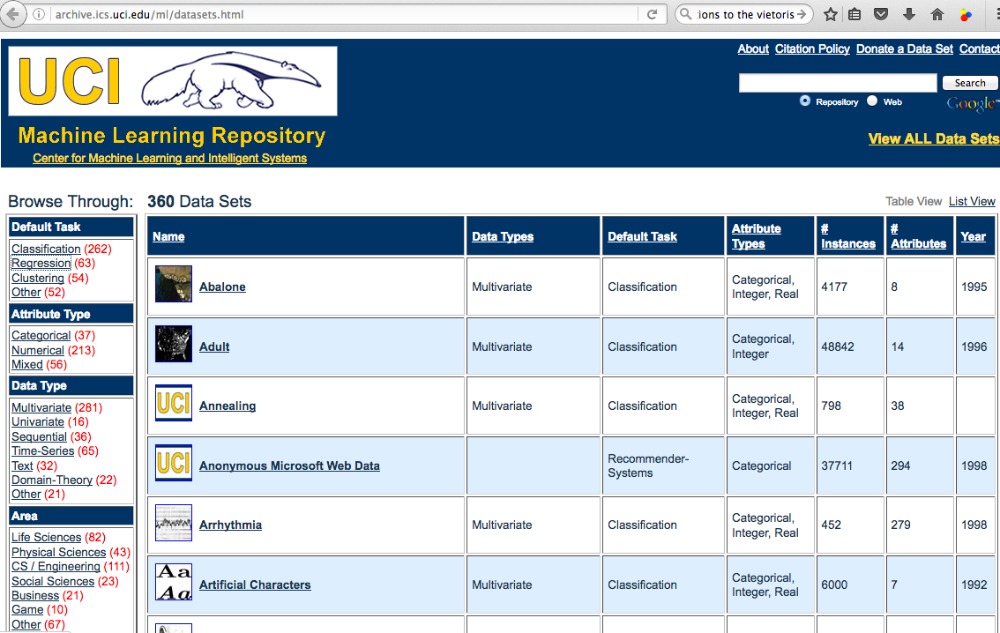 archive.ics.uci.edu/ml/datasets.html
ions to the vietoris
About Citation Policy Donate a Data Set Contact
UCI
Search
Repository Web
Google
Machine Learning Repository
Center for Machine Learning and Intelligent Systems
View ALL Data Sets
Browse Through:
Default Task
Classification (262)
Regression (63)
Clustering (54)
Other (52)
Attribute Type
Categorical (37)
Numerical (213)
Mixed (56)
Data Type
Multivariate (281)
Univariate (16)
Sequential (36)
Time-Series (65)
Text (32)
Domain-Theory (22)
Other (21)
Area
Life Sciences (82)
Physical Sciences (43)
CS / Engineering (111)
Social Sciences (23)
Business (21)
Game (10)
Other (67)
360 Data Sets
Table View List View
Name Data Types Default Task Attribute Types # Instances # Attributes Year
Abalone Multivariate Classification Categorical, Integer, Real 4177 8 1995
Adult Multivariate Classification Categorical, Integer 48842 14 1996
UCI Annealing Multivariate Classification Categorical, Integer, Real 798 38
UCI Anonymous Microsoft Web Data Recommender-Systems Categorical 37711 294 1998
Arrhythmia Multivariate Classification Categorical, Integer, Real 452 279 1998
Aa Aa Artificial Characters Multivariate Classification Categorical, Integer, Real 6000 7 1992